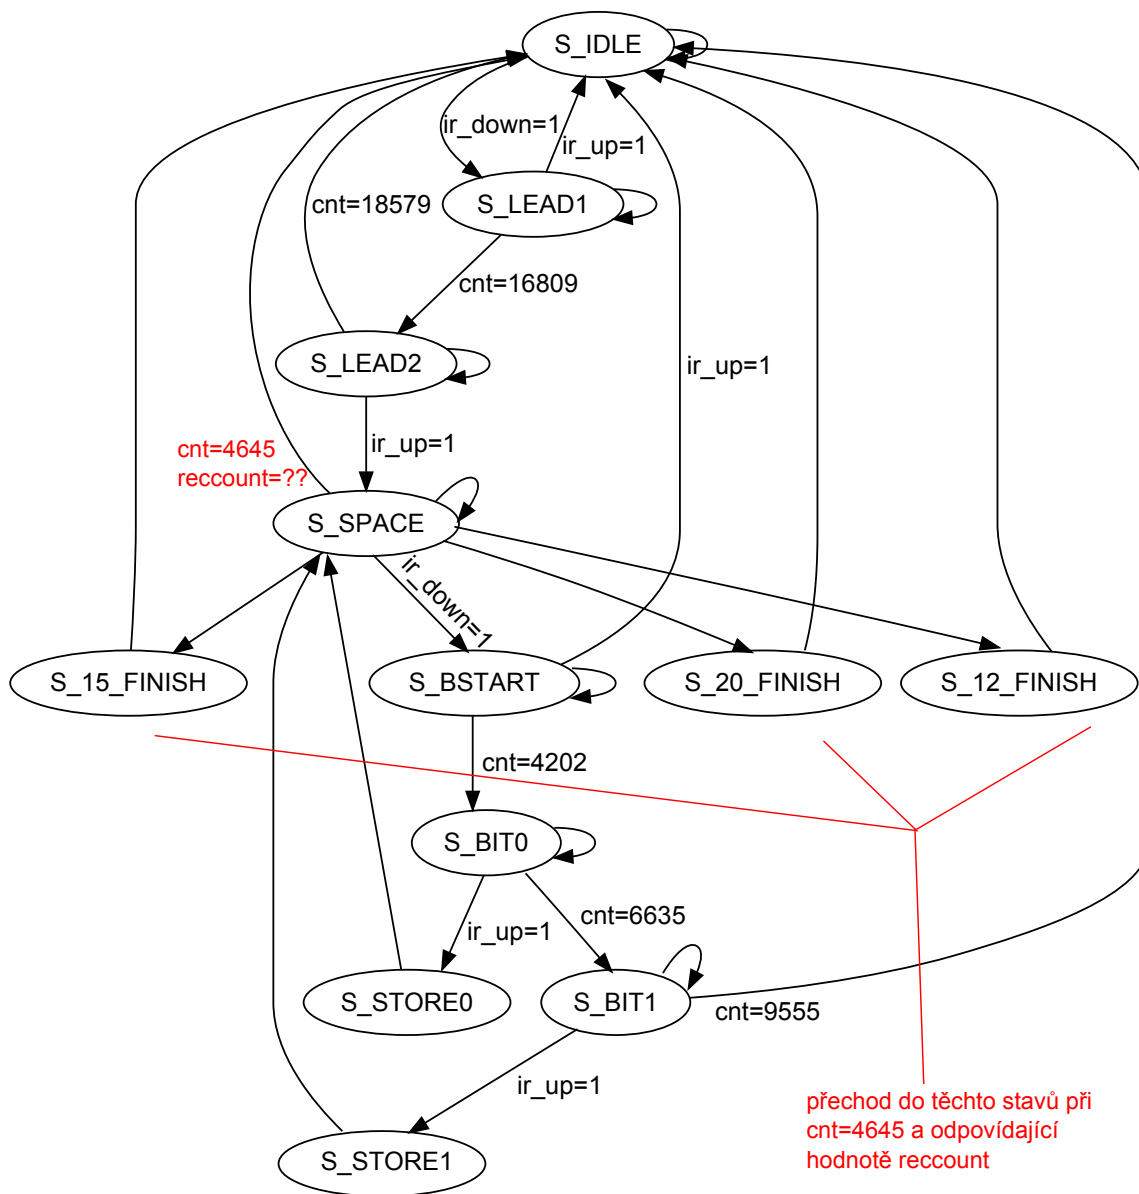 S_IDLE
ir_down=1
ir_up=1
cnt=18579
S_LEAD1
cnt=16809
S_LEAD2
ir_up=1
ir_up=1
cnt=4645
reccount=??
S_SPACE
ir_down=1
S_15_FINISH
S_BSTART
S_20_FINISH
S_12_FINISH
cnt=4202
S_BIT0
cnt=6635
ir_up=1
S_STORE0
S_BIT1
cnt=9555
ir_up=1
přechod do těchto stavů při
cnt=4645 a odpovídající
hodnotě reccount
S_STORE1